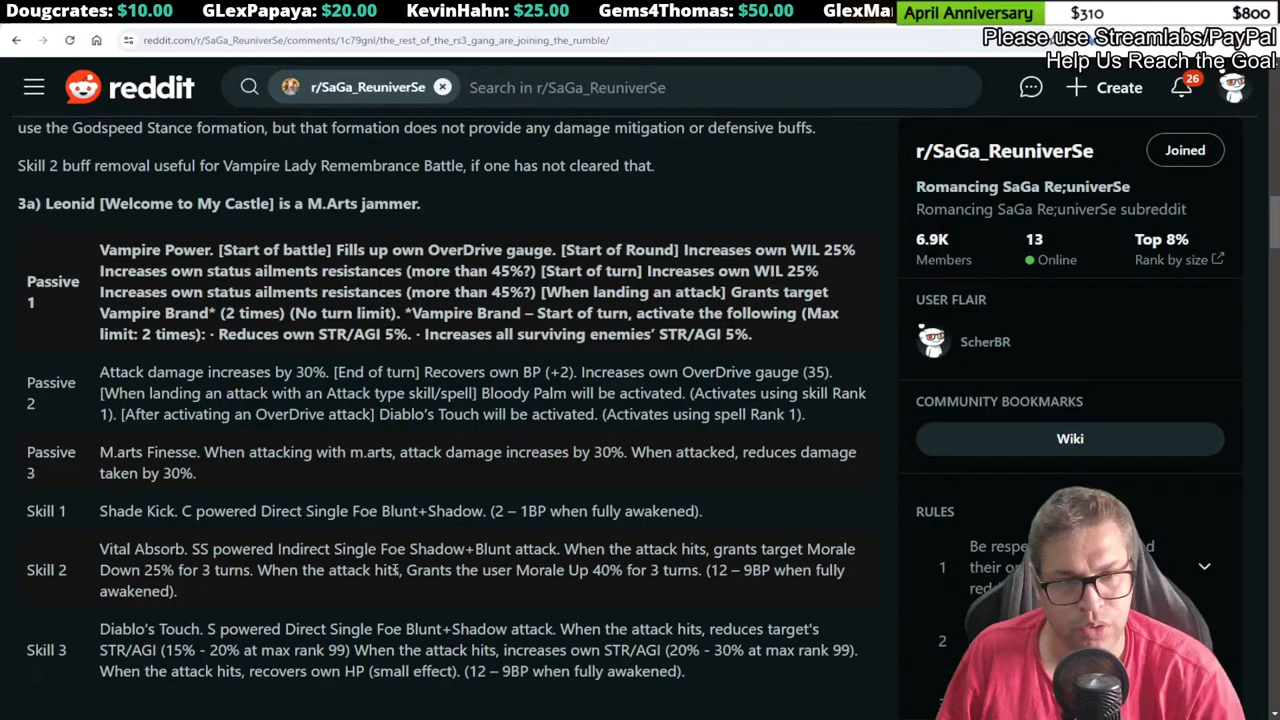 Dougcrates: $10.00 GLexPapaya: $20.00 KevinHahn: $25.00 Gems4Thomas: $50.00 GlexMa
April Anniversary $310 $800
Please use Streamlabs/PayPal
Help Us Reach the Goal
reddit.com/r/SaGa_ReuniverSe/comments/1c79gnl/the_rest_of_the_rs3_gang_are_joining_the_rumble/
reddit r/SaGa_ReuniverSe Search in r/SaGa_ReuniverSe Create 26
use the Godspeed Stance formation, but that formation does not provide any damage mitigation or defensive buffs.
Skill 2 buff removal useful for Vampire Lady Remembrance Battle, if one has not cleared that.
3a) Leonid [Welcome to My Castle] is a M.Arts jammer.
Passive 1
Vampire Power. [Start of battle] Fills up own OverDrive gauge. [Start of Round] Increases own WIL 25%
Increases own status ailments resistances (more than 45%?) [Start of turn] Increases own WIL 25%
Increases own status ailments resistances (more than 45%?) [When landing an attack] Grants target
Vampire Brand* (2 times) (No turn limit). *Vampire Brand – Start of turn, activate the following (Max
limit: 2 times): · Reduces own STR/AGI 5%. · Increases all surviving enemies’ STR/AGI 5%.
Passive 2
Attack damage increases by 30%. [End of turn] Recovers own BP (+2). Increases own OverDrive gauge (35).
[When landing an attack with an Attack type skill/spell] Bloody Palm will be activated. (Activates using skill Rank
1). [After activating an OverDrive attack] Diablo’s Touch will be activated. (Activates using spell Rank 1).
Passive 3
M.arts Finesse. When attacking with m.arts, attack damage increases by 30%. When attacked, reduces damage
taken by 30%.
Skill 1
Shade Kick. C powered Direct Single Foe Blunt+Shadow. (2 – 1BP when fully awakened).
Skill 2
Vital Absorb. SS powered Indirect Single Foe Shadow+Blunt attack. When the attack hits, grants target Morale
Down 25% for 3 turns. When the attack hits, Grants the user Morale Up 40% for 3 turns. (12 – 9BP when fully
awakened).
Skill 3
Diablo’s Touch. S powered Direct Single Foe Blunt+Shadow attack. When the attack hits, reduces target's
STR/AGI (15% - 20% at max rank 99) When the attack hits, increases own STR/AGI (20% - 30% at max rank 99).
When the attack hits, recovers own HP (small effect). (12 – 9BP when fully awakened).
r/SaGa_ReuniverSe Joined
Romancing SaGa Re;univerSe
Romancing SaGa Re;univerSe subreddit
6.9K 13 Top 8%
Members Online Rank by size
USER FLAIR
ScherBR
COMMUNITY BOOKMARKS
Wiki
RULES
1 Be respe
their o
red
2